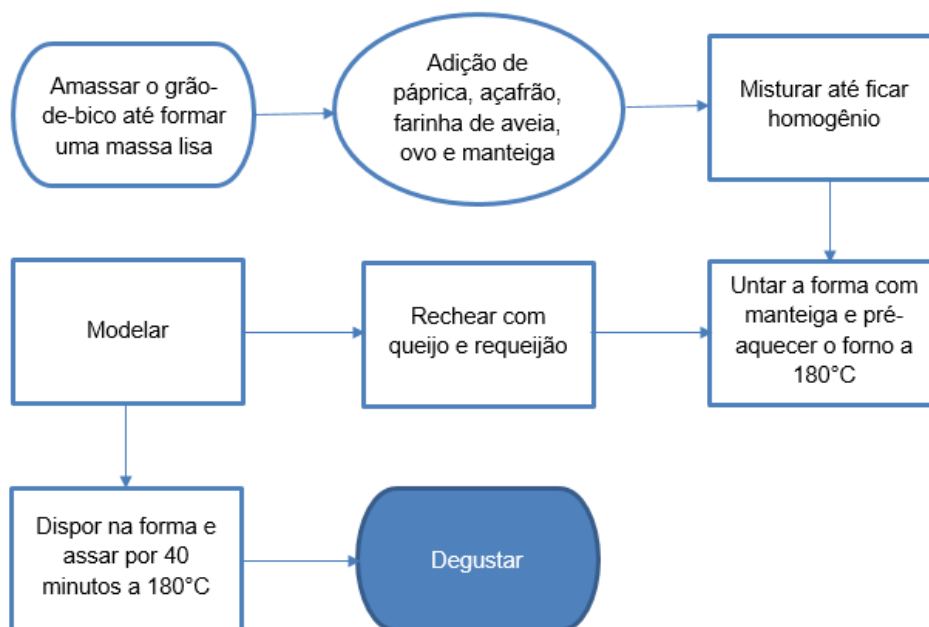 Amassar o grão-
de-bico até formar
uma massa lisa
Adição de
páprica, açafrão,
farinha de aveia,
ovo e manteiga
Misturar até ficar
homogênio
Modelar
Rechear com
queijo e requeijão
Untar a forma com
manteiga e pré-
aquecer o forno a
180°C
Dispor na forma e
assar por 40
minutos a 180°C
Degustar